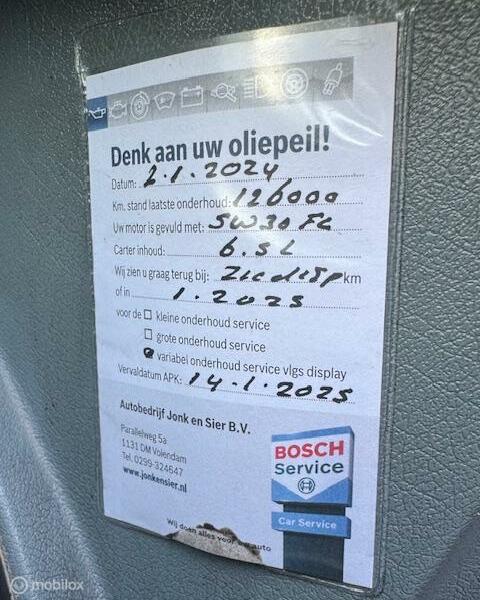 Denk aan uw oliepeil!
Datum: 2.1.2024
Km. stand laatste onderhoud: 126000
Uw motor is gevuld met: 5W30 FL
Carter inhoud: 6.5 L
Wij zien u graag terug bij: Zie disp km
of in 1.2025
voor de kleine onderhoud service
grote onderhoud service
variabel onderhoud service vlgs display
Vervaldatum APK: 14-1.2025
Autobedrijf Jonk en Sier B.V.
Parallelweg 5a
1131 DM Volendam
Tel. 0299-324647
www.jonkensier.nl
BOSCH
Service
Car Service
Wij doen alles voor uw auto
mobilox